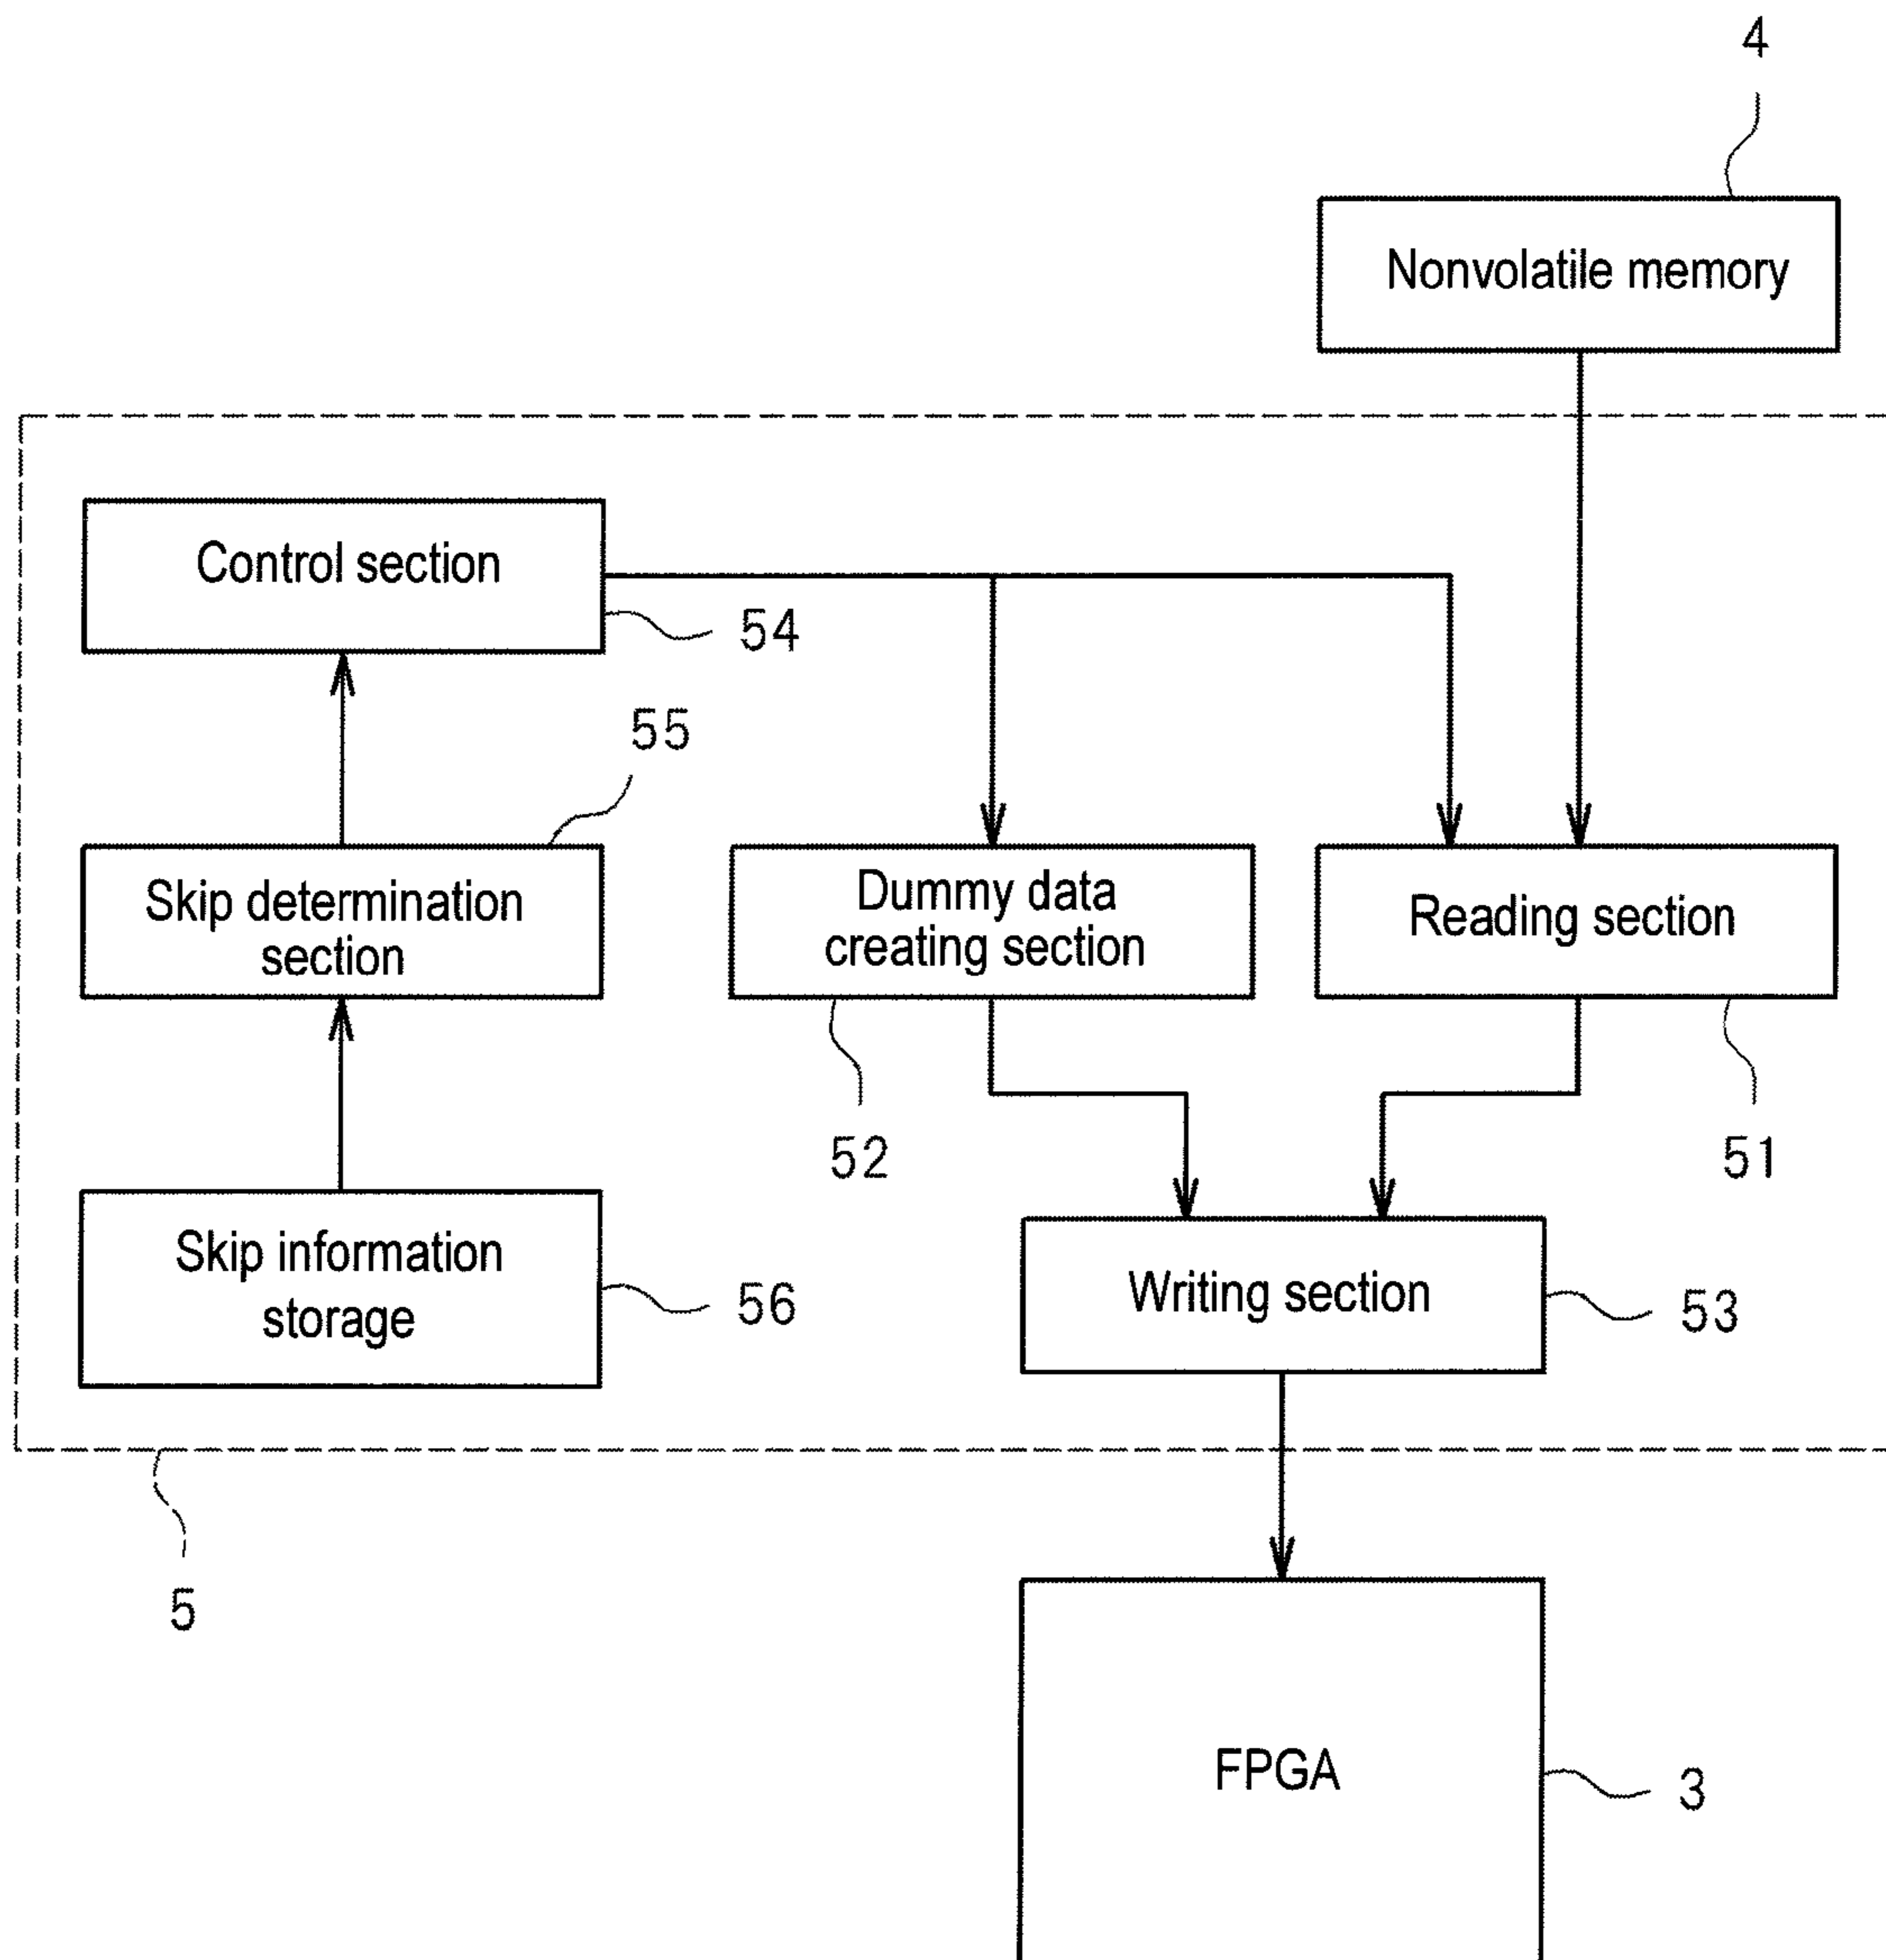 4
Nonvolatile memory
Control section
54
55
Skip determination
section
Dummy data
creating section
Reading section
52
51
Skip information
storage
56
Writing section
53
5
FPGA
3